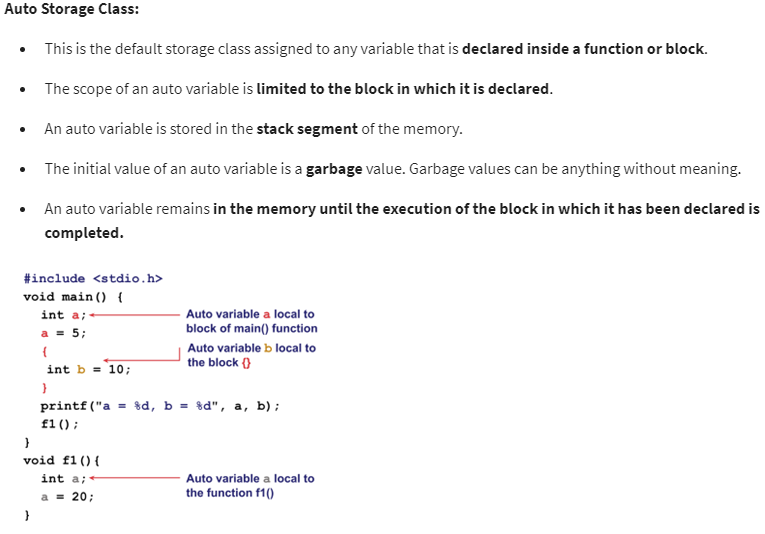 Auto Storage Class:
• This is the default storage class assigned to any variable that is declared inside a function or block.
• The scope of an auto variable is limited to the block in which it is declared.
• An auto variable is stored in the stack segment of the memory.
• The initial value of an auto variable is a garbage value. Garbage values can be anything without meaning.
• An auto variable remains in the memory until the execution of the block in which it has been declared is
completed.
#include <stdio.h>
void main() {
int a;
Auto variable a local to
block of main() function
a = 5;
{
Auto variable b local to
the block {}
int b = 10;
}
printf("a = %d, b = %d", a, b);
f1();
}
void f1(){
int a;
Auto variable a local to
the function f1()
a = 20;
}